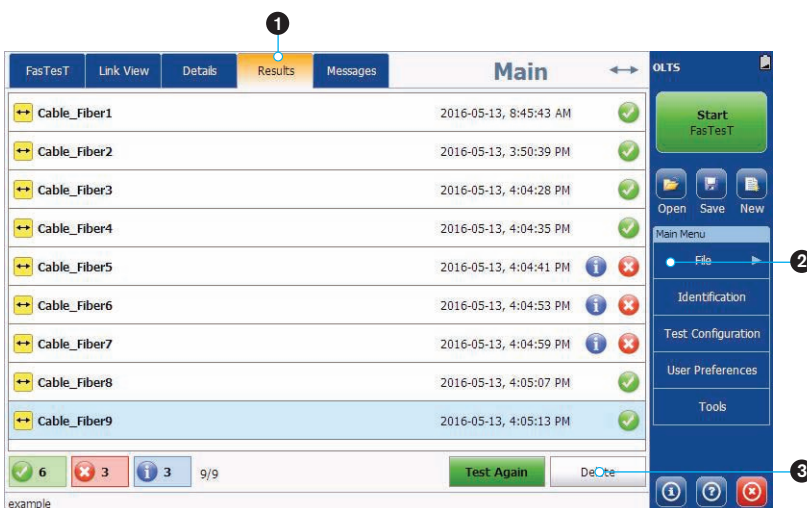 1
FasTesT Link View Details Results Messages Main OLTS
Cable_Fiber1 2016-05-13, 8:45:43 AM
Start
FasTesT
Cable_Fiber2 2016-05-13, 3:50:39 PM
Cable_Fiber3 2016-05-13, 4:04:28 PM
Open Save New
Cable_Fiber4 2016-05-13, 4:04:35 PM
Main Menu
Cable_Fiber5 2016-05-13, 4:04:41 PM i
File 2
Cable_Fiber6 2016-05-13, 4:04:53 PM i
Identification
Cable_Fiber7 2016-05-13, 4:04:59 PM i
Test Configuration
Cable_Fiber8 2016-05-13, 4:05:07 PM
User Preferences
Cable_Fiber9 2016-05-13, 4:05:13 PM
Tools
6 3 i 3 9/9 Test Again Delete 3
i ?
example